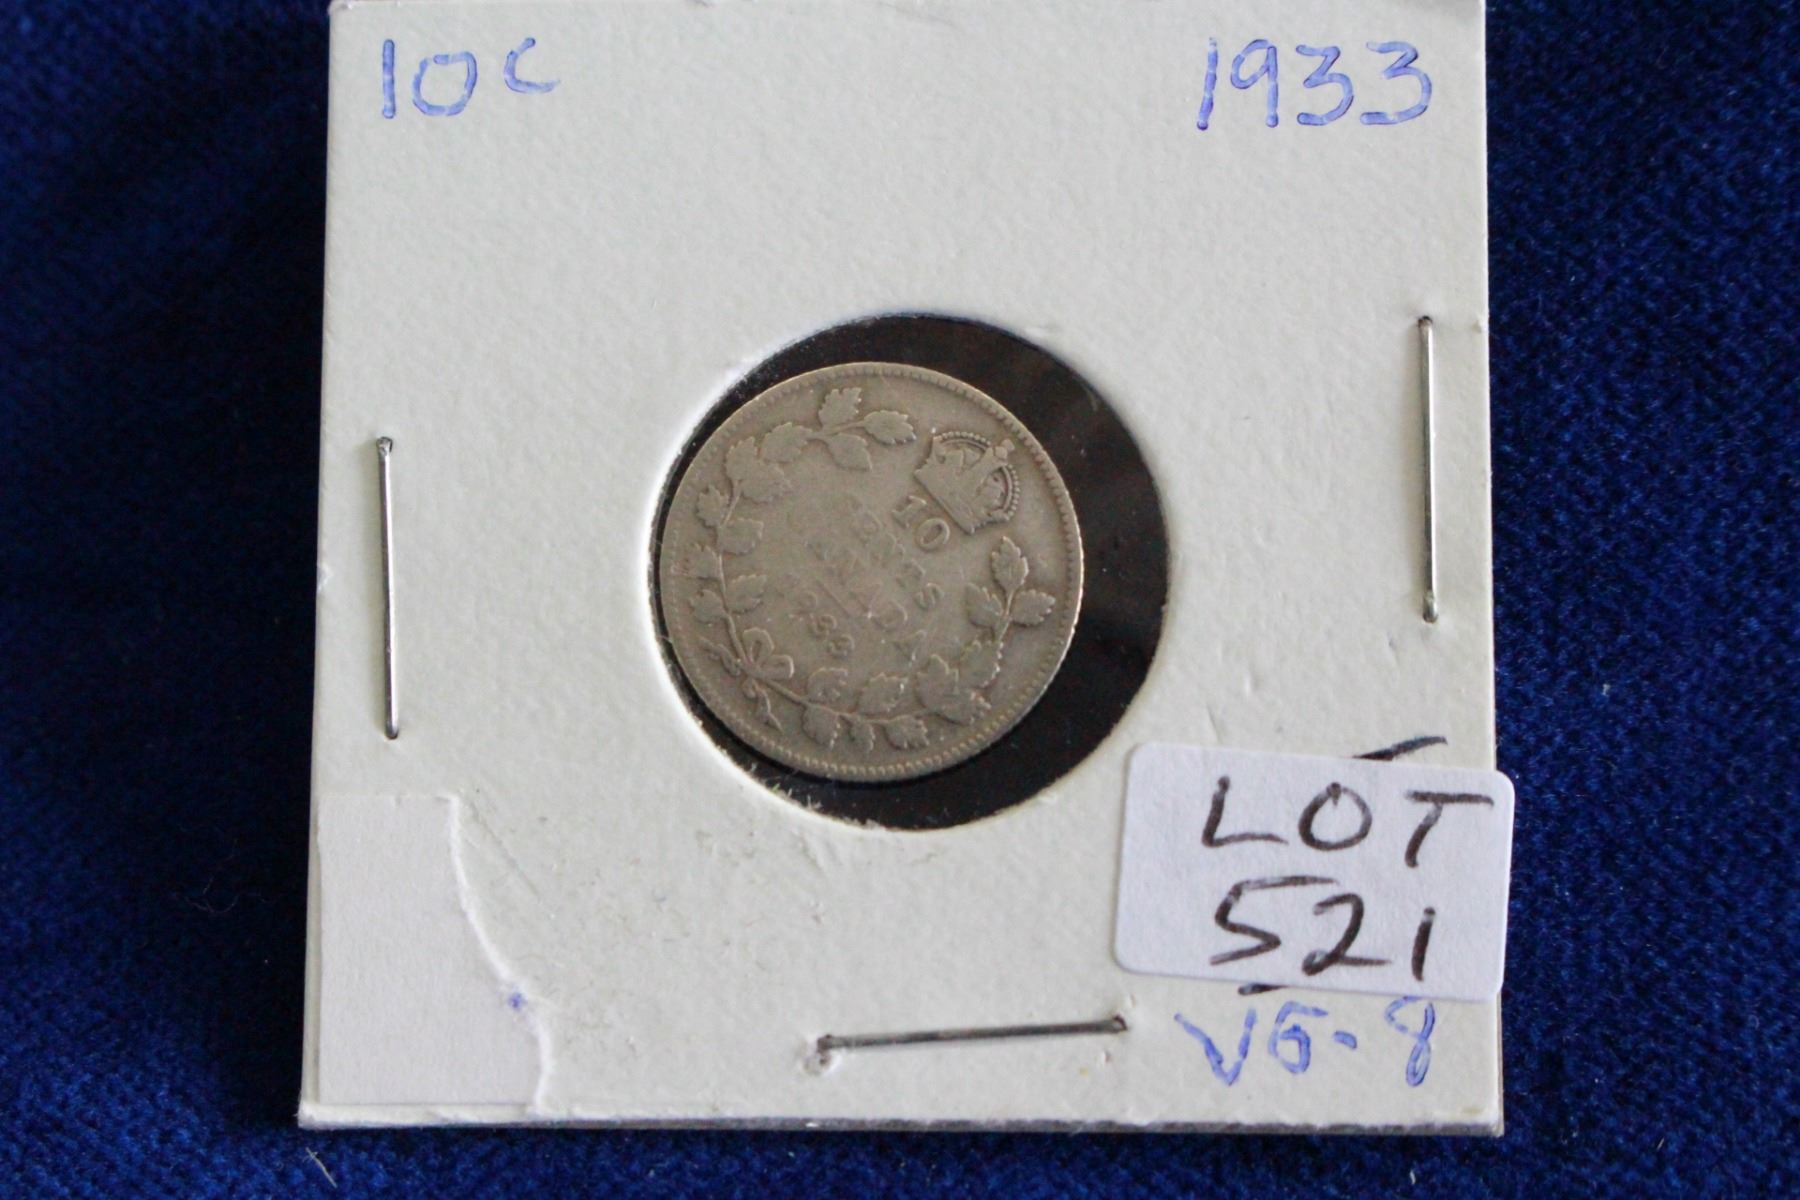 10c 1933
10
CENTS
CANADA
1933
LOT
521
VG-8